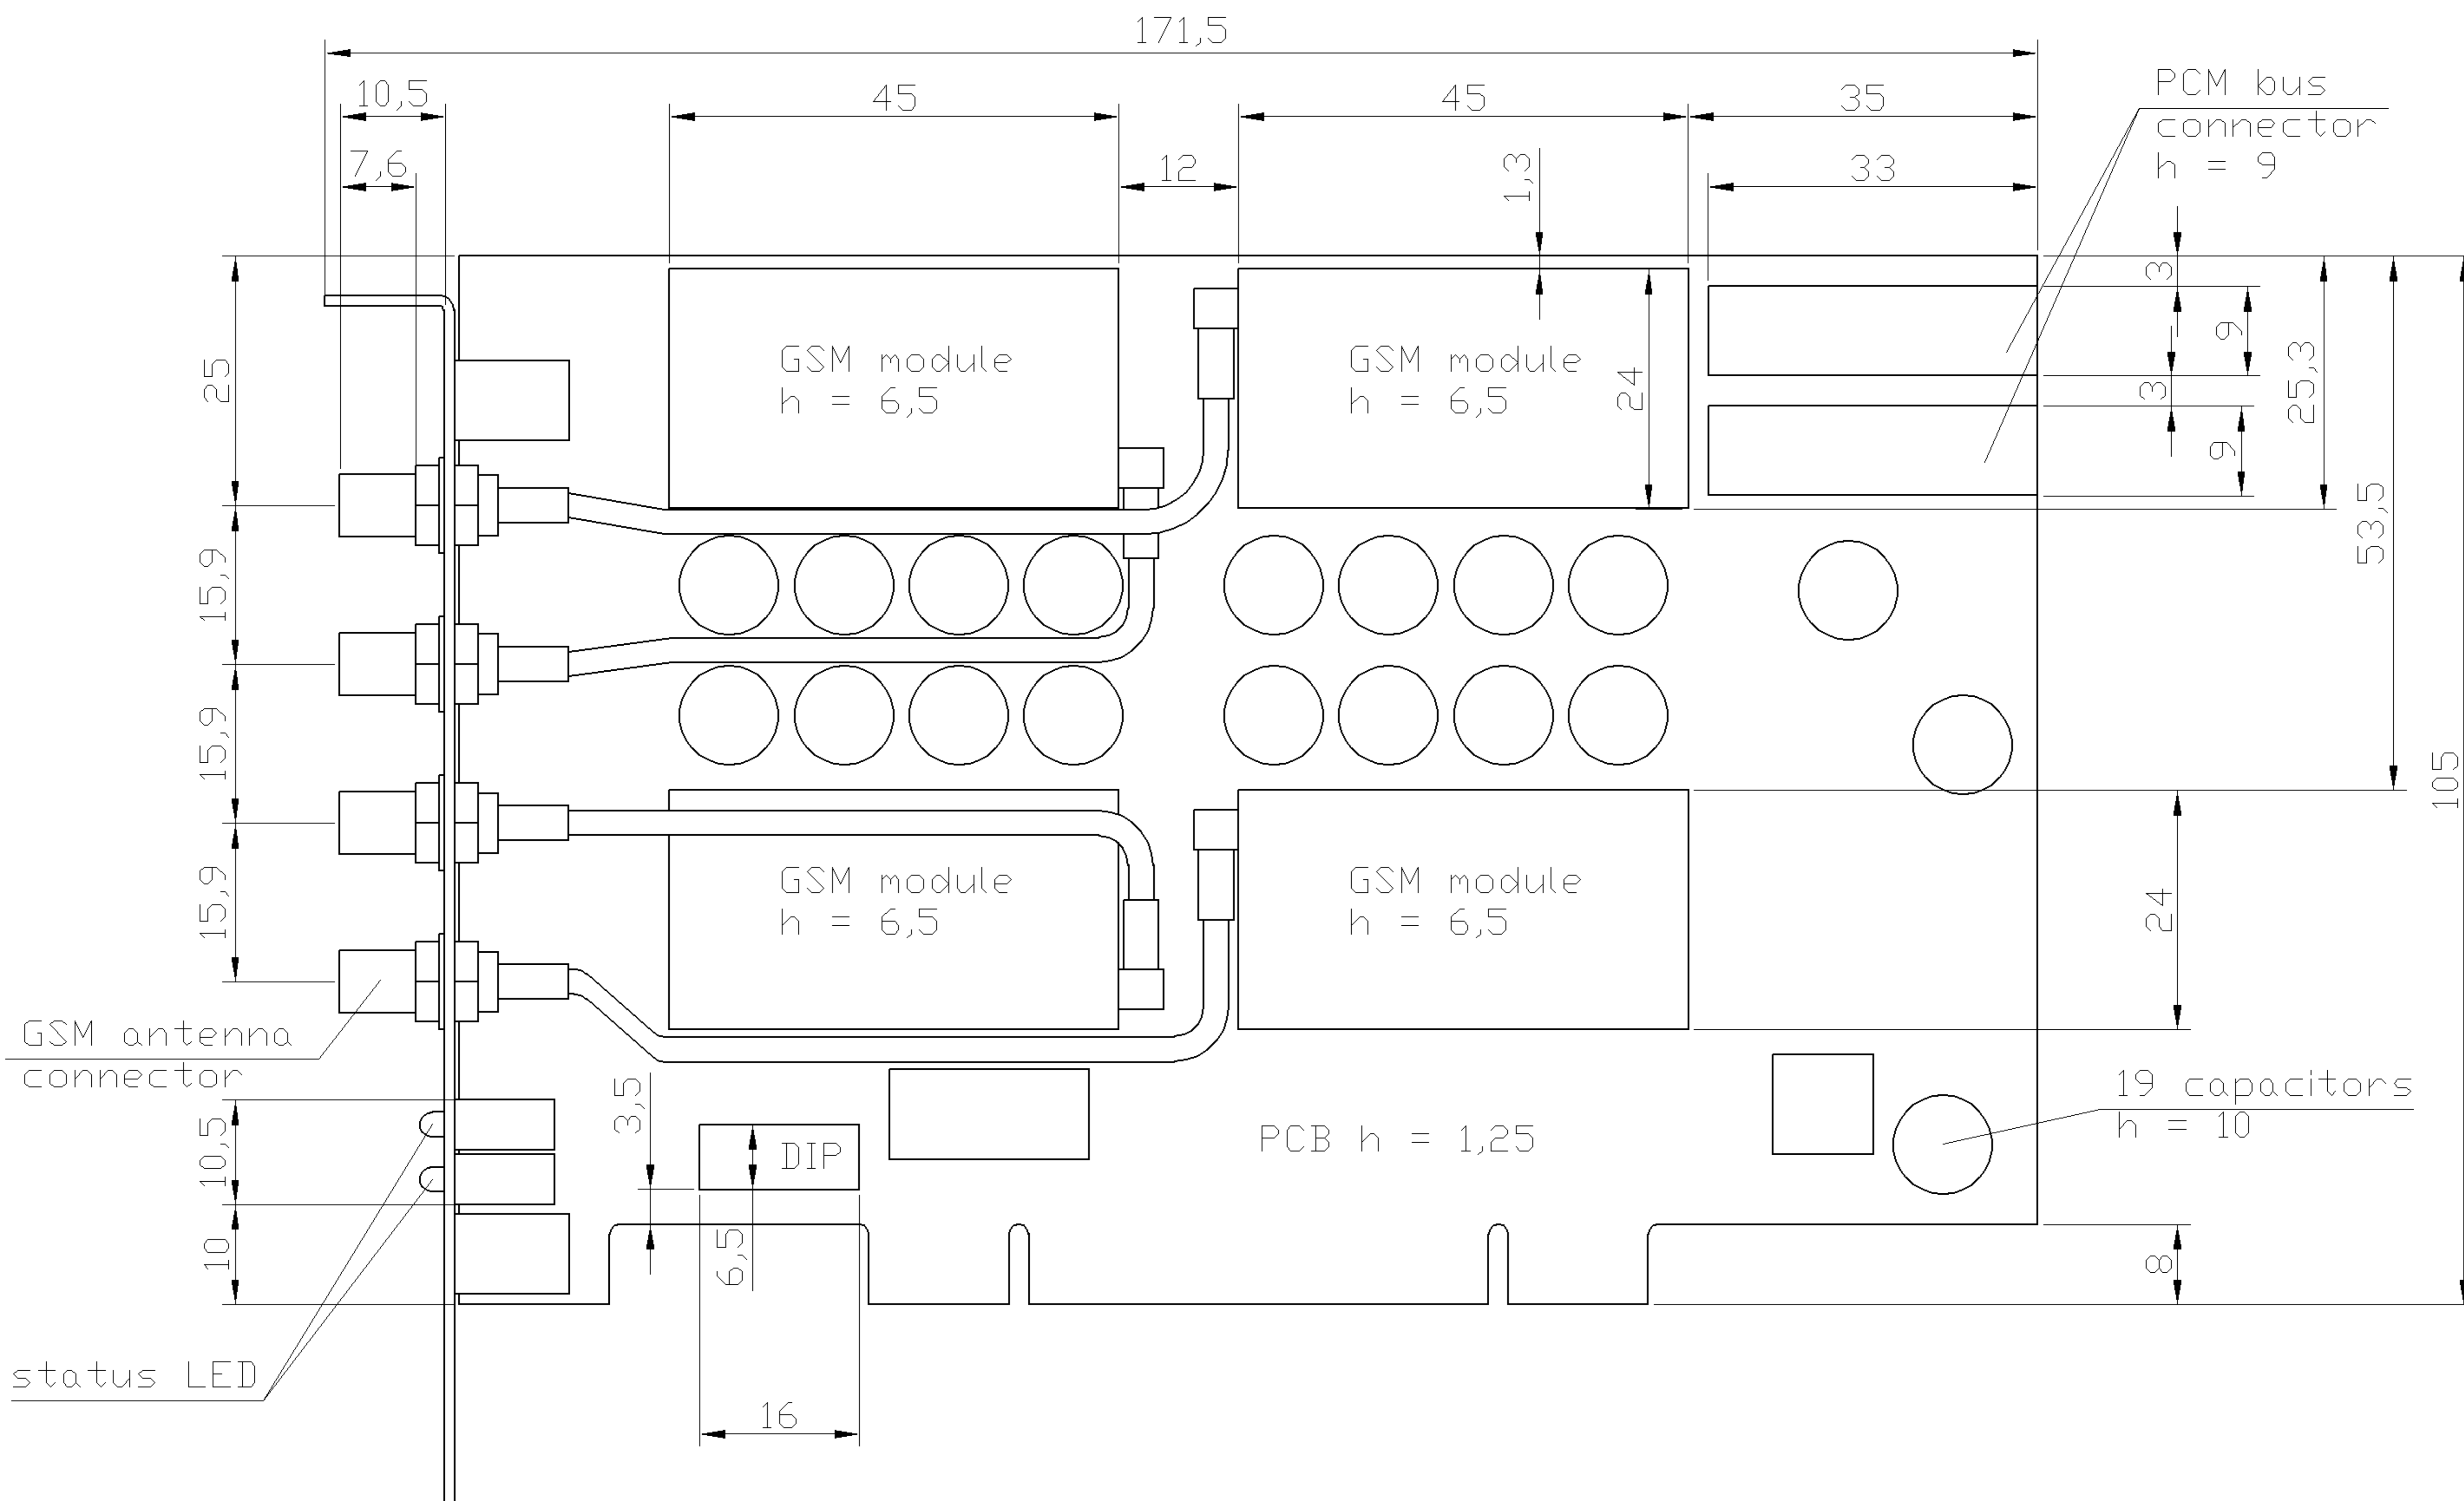 171,5
10,5
45
45
35
PCM bus
connector
h = 9
7,6
12
1,3
33
3
25
GSM module
h = 6,5
GSM module
h = 6,5
24
9
3
25,3
9
53,5
15,9
15,9
105
15,9
GSM module
h = 6,5
GSM module
h = 6,5
24
GSM antenna
connector
3,5
19 capacitors
h = 10
10,5
DIP
PCB h = 1,25
10
6,5
8
status LED
16